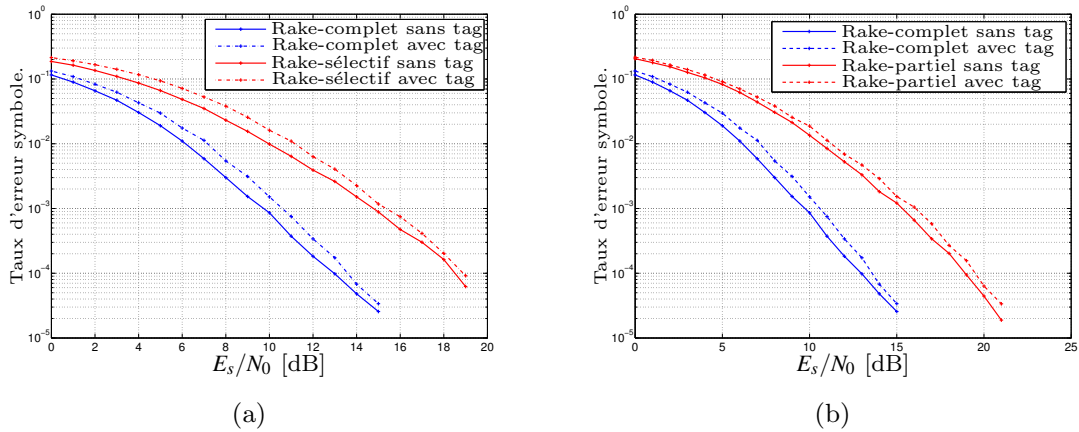 Rake-complet sans tag
Rake-complet avec tag
Rake-sélectif sans tag
Rake-sélectif avec tag
Taux d'erreur symbole.
10^0
10^-1
10^-2
10^-3
10^-4
10^-5
0 2 4 6 8 10 12 14 16 18 20
E_s/N_0 [dB]
(a)
Rake-complet sans tag
Rake-complet avec tag
Rake-partiel sans tag
Rake-partiel avec tag
Taux d'erreur symbole.
10^0
10^-1
10^-2
10^-3
10^-4
10^-5
0 5 10 15 20 25
E_s/N_0 [dB]
(b)